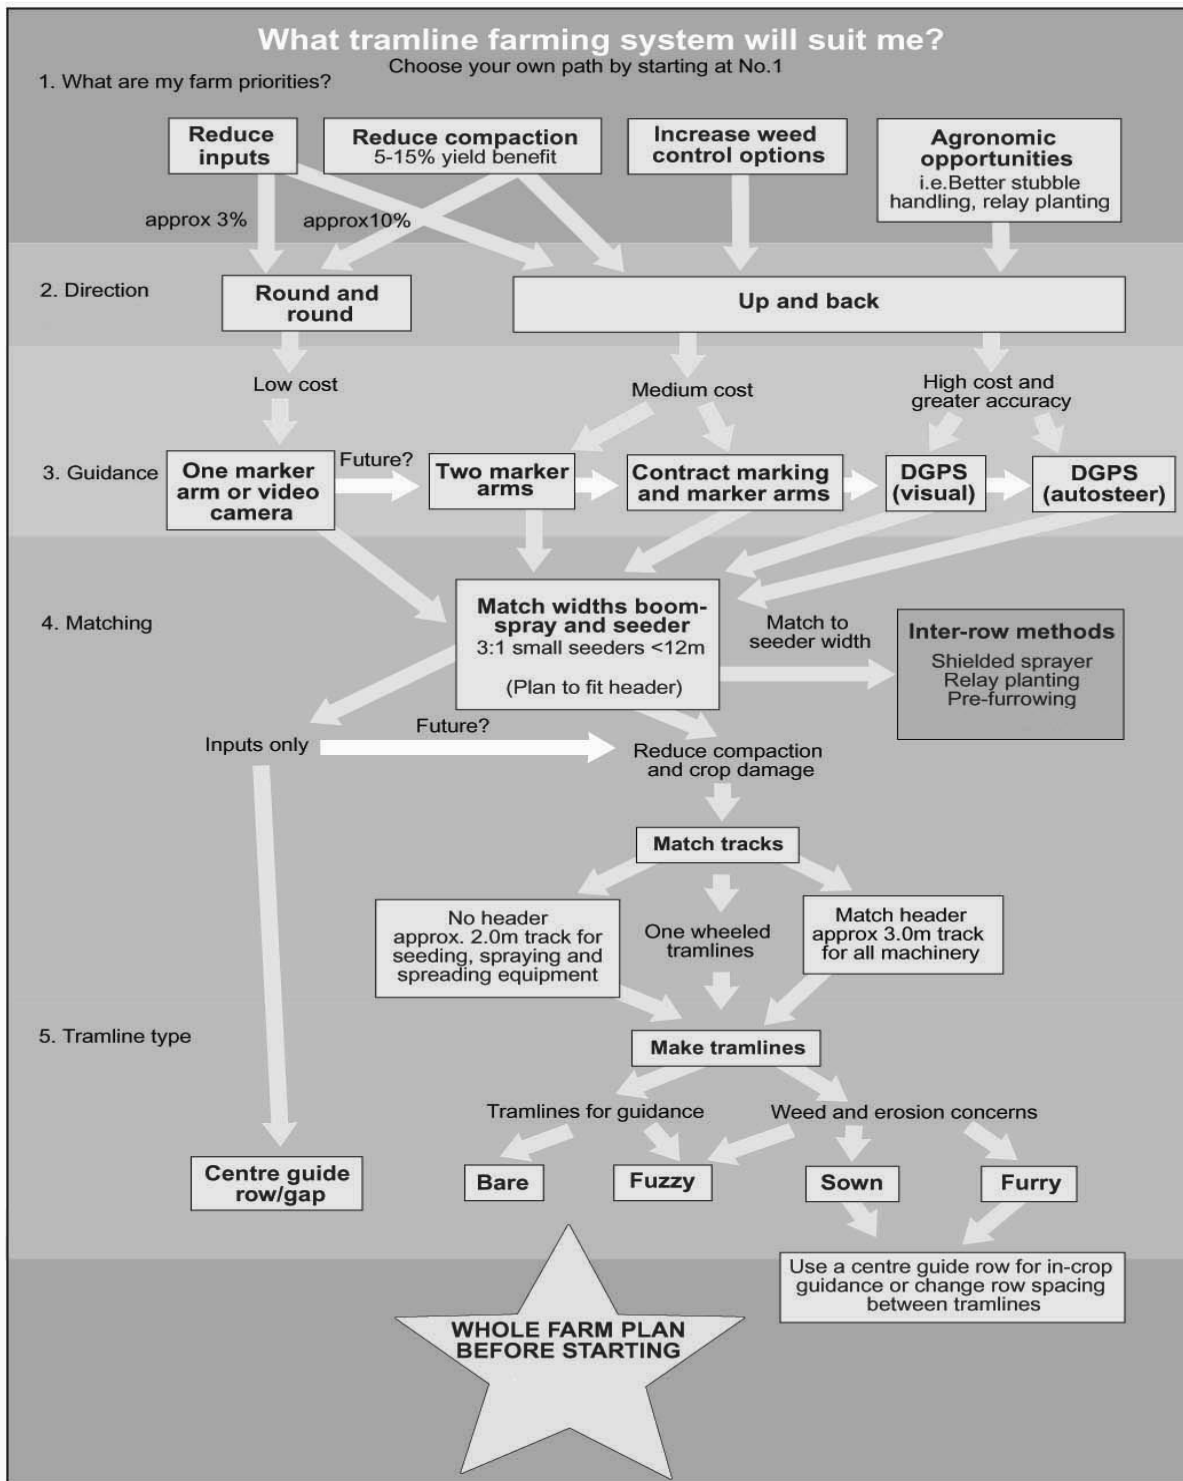 What tramline farming system will suit me?
Choose your own path by starting at No.1
1. What are my farm priorities?
Reduce
inputs
Reduce compaction
5-15% yield benefit
Increase weed
control options
Agronomic
opportunities
i.e.Better stubble
handling, relay planting
approx 3%
approx10%
2. Direction
Round and
round
Up and back
Low cost
Medium cost
High cost and
greater accuracy
3. Guidance
One marker
arm or video
camera
Future?
Two marker
arms
Contract marking
and marker arms
DGPS
(visual)
DGPS
(autosteer)
4. Matching
Match widths boom-
spray and seeder
3:1 small seeders <12m
(Plan to fit header)
Match to
seeder width
Inter-row methods
Shielded sprayer
Relay planting
Pre-furrowing
Inputs only
Future?
Reduce compaction
and crop damage
Match tracks
No header
approx. 2.0m track for
seeding, spraying and
spreading equipment
One wheeled
tramlines
Match header
approx 3.0m track
for all machinery
5. Tramline type
Make tramlines
Tramlines for guidance
Weed and erosion concerns
Centre guide
row/gap
Bare
Fuzzy
Sown
Furry
Use a centre guide row for in-crop
guidance or change row spacing
between tramlines
WHOLE FARM PLAN
BEFORE STARTING